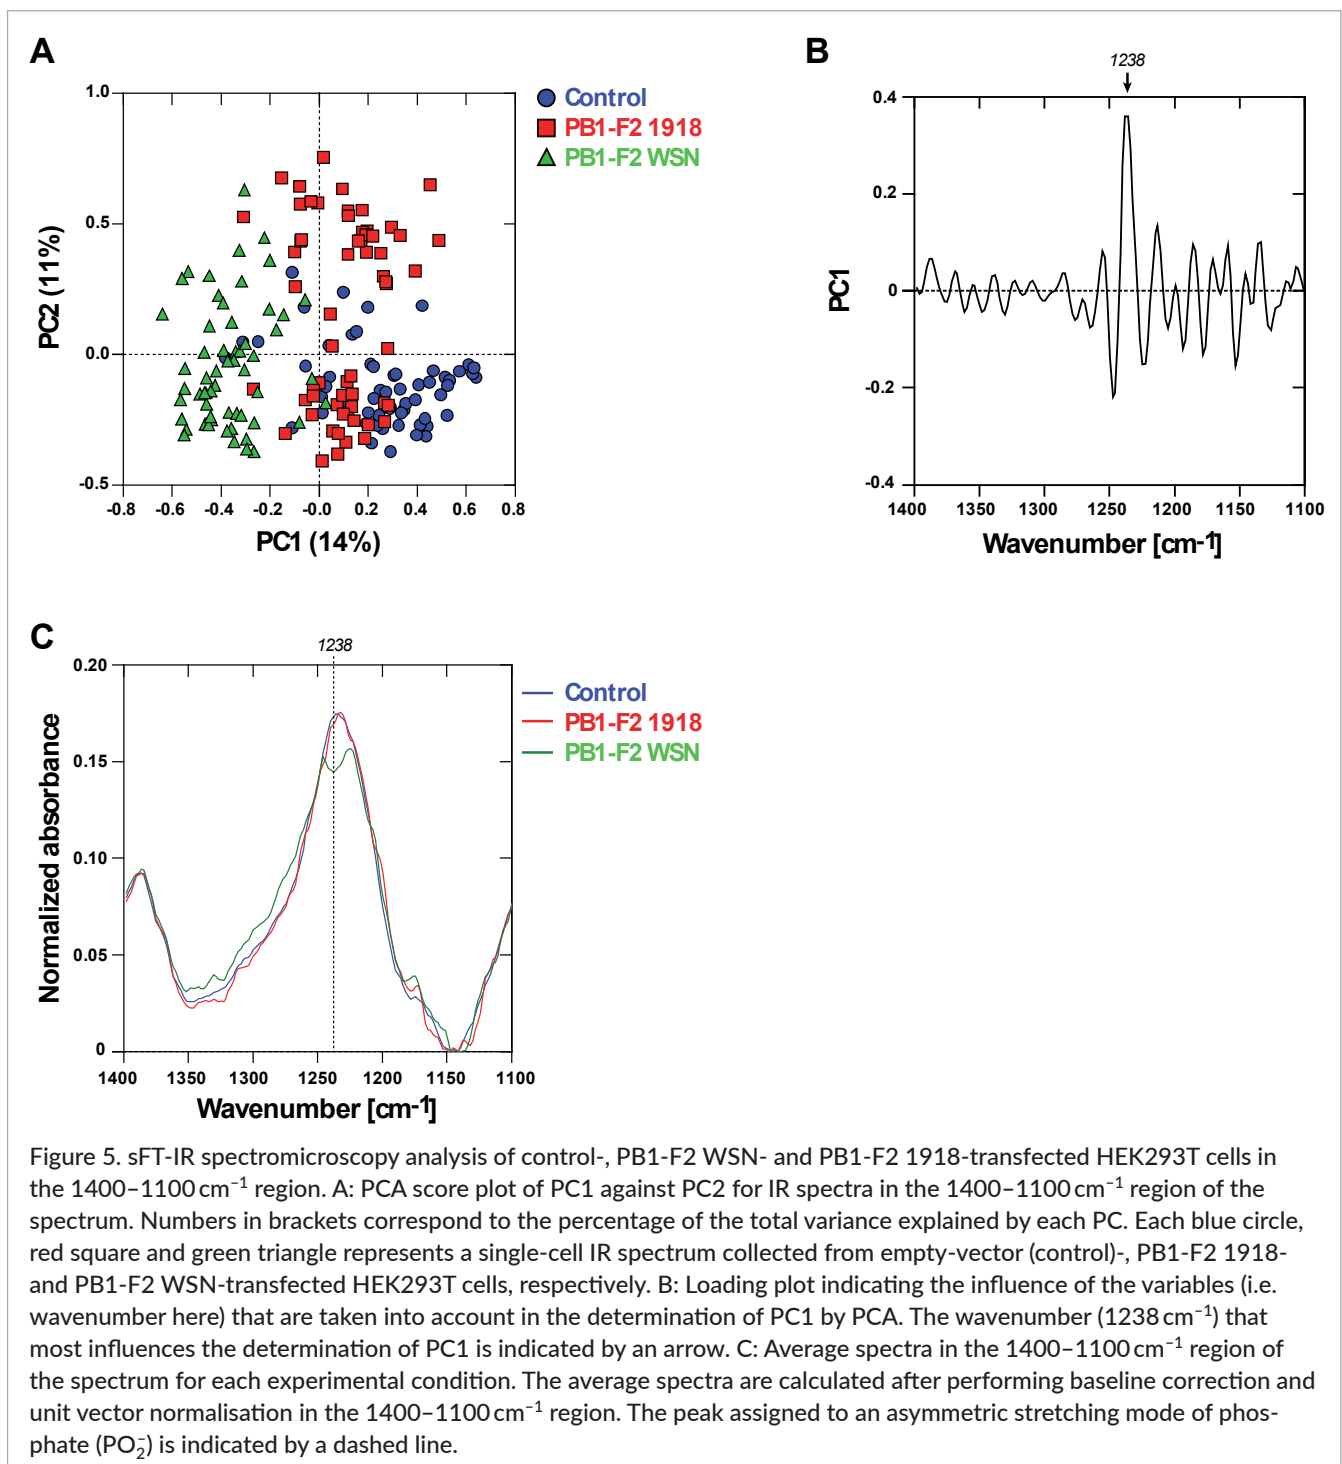 A
Control
PB1-F2 1918
PB1-F2 WSN
1.0
0.5
0.0
-0.5
PC2 (11%)
-0.8 -0.6 -0.4 -0.2 -0.0 0.2 0.4 0.6 0.8
PC1 (14%)
B
1238
0.4
0.2
0
-0.2
-0.4
PC1
1400 1350 1300 1250 1200 1150 1100
Wavenumber [cm-1]
C
1238
0.20
0.15
0.10
0.05
0
Normalized absorbance
Control
PB1-F2 1918
PB1-F2 WSN
1400 1350 1300 1250 1200 1150 1100
Wavenumber [cm-1]
Figure 5. sFT-IR spectromicroscopy analysis of control-, PB1-F2 WSN- and PB1-F2 1918-transfected HEK293T cells in
the 1400–1100 cm⁻¹ region. A: PCA score plot of PC1 against PC2 for IR spectra in the 1400–1100 cm⁻¹ region of the
spectrum. Numbers in brackets correspond to the percentage of the total variance explained by each PC. Each blue circle,
red square and green triangle represents a single-cell IR spectrum collected from empty-vector (control)-, PB1-F2 1918-
and PB1-F2 WSN-transfected HEK293T cells, respectively. B: Loading plot indicating the influence of the variables (i.e.
wavenumber here) that are taken into account in the determination of PC1 by PCA. The wavenumber (1238 cm⁻¹) that
most influences the determination of PC1 is indicated by an arrow. C: Average spectra in the 1400–1100 cm⁻¹ region of
the spectrum for each experimental condition. The average spectra are calculated after performing baseline correction and
unit vector normalisation in the 1400–1100 cm⁻¹ region. The peak assigned to an asymmetric stretching mode of phos-
phate (PO₂⁻) is indicated by a dashed line.